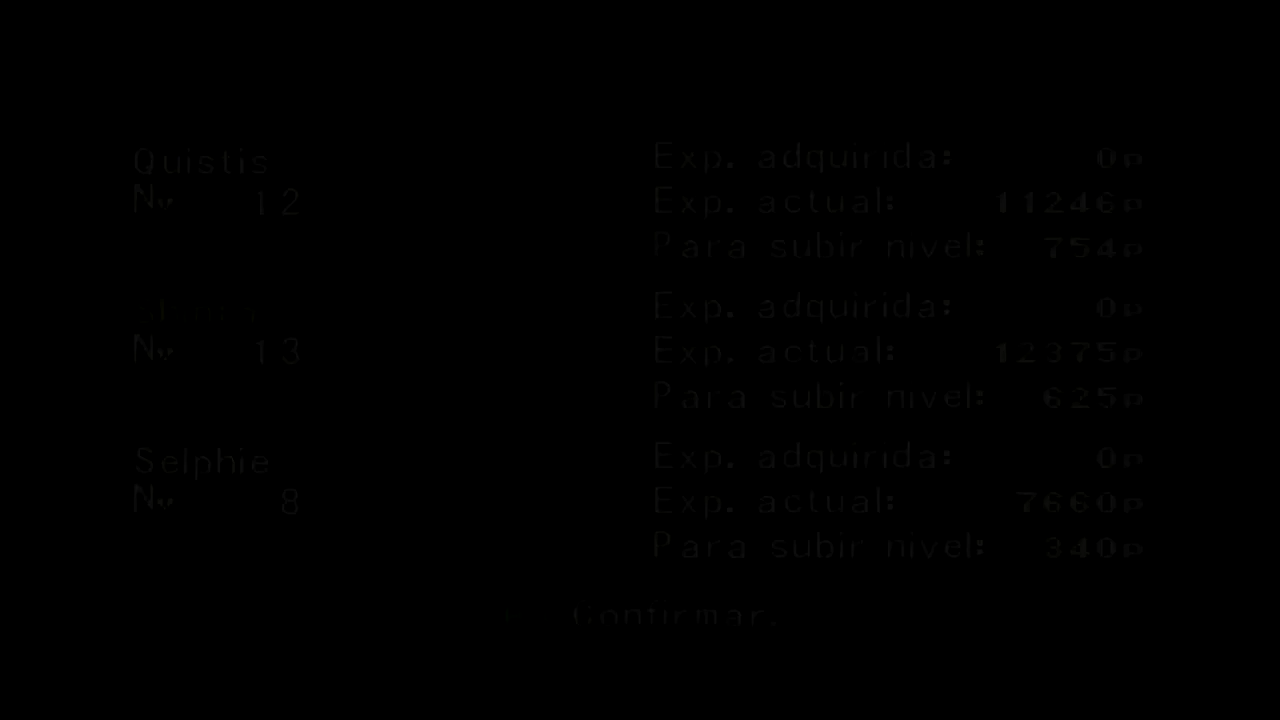 Quistis
Nv 12
Exp. adquirida: 0p
Exp. actual: 11246p
Para subir nivel: 754p
Nv 13
Exp. adquirida: 0p
Exp. actual: 12375p
Para subir nivel: 625p
Selphie
Nv 8
Exp. adquirida: 0p
Exp. actual: 7660p
Para subir nivel: 340p
Confirmar.